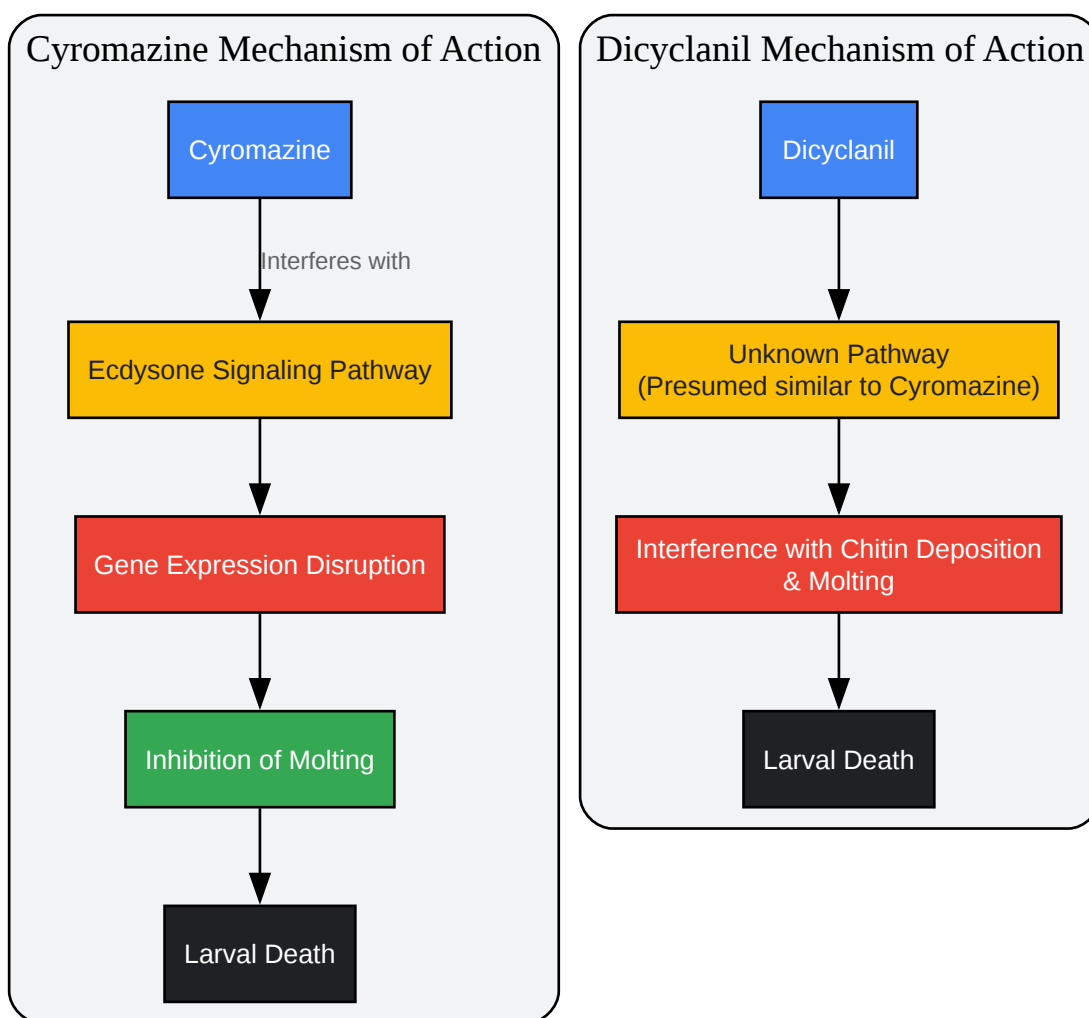 Cyromazine Mechanism of Action
Cyromazine
Interferes with
Ecdysone Signaling Pathway
Gene Expression Disruption
Inhibition of Molting
Larval Death
Dicyclanil Mechanism of Action
Dicyclanil
Unknown Pathway
(Presumed similar to Cyromazine)
Interference with Chitin Deposition
& Molting
Larval Death